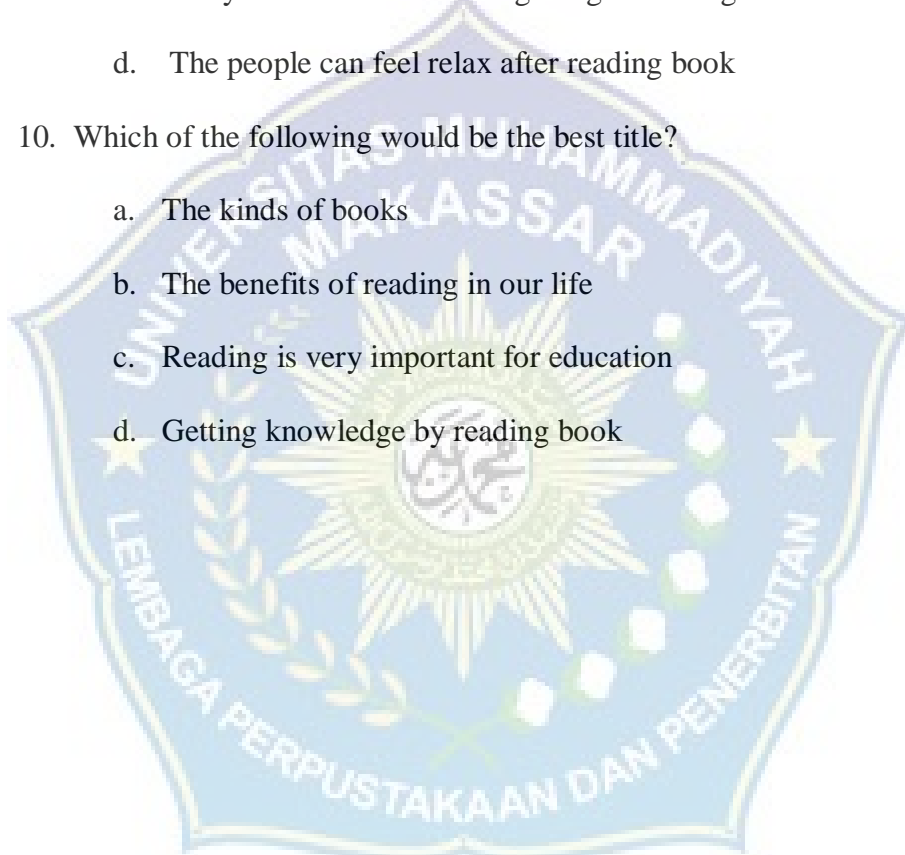 d. The people can feel relax after reading book
10. Which of the following would be the best title?
a. The kinds of books
b. The benefits of reading in our life
c. Reading is very important for education
d. Getting knowledge by reading book
UNIVERSITAS MUHAMMADIYAH
MAKASSAR
LEMBAGA PERPUSTAKAAN DAN PENERBITAN